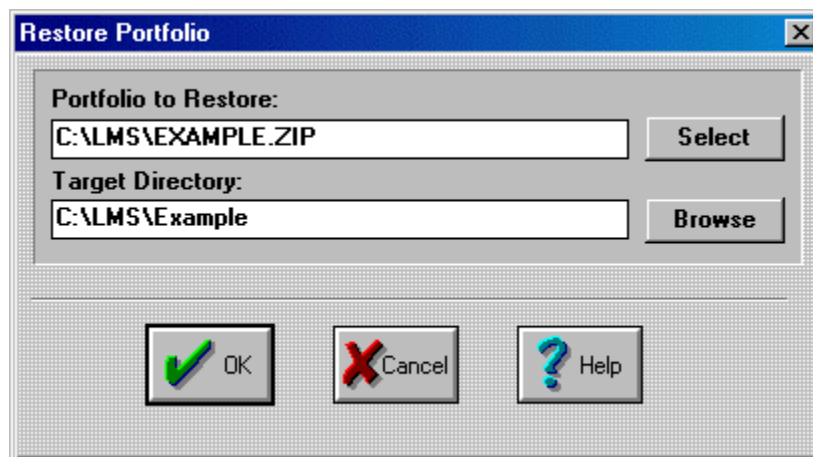 Restore Portfolio
Portfolio to Restore:
C:\LMS\EXAMPLE.ZIP
Select
Target Directory:
C:\LMS\Example
Browse
OK
Cancel
Help